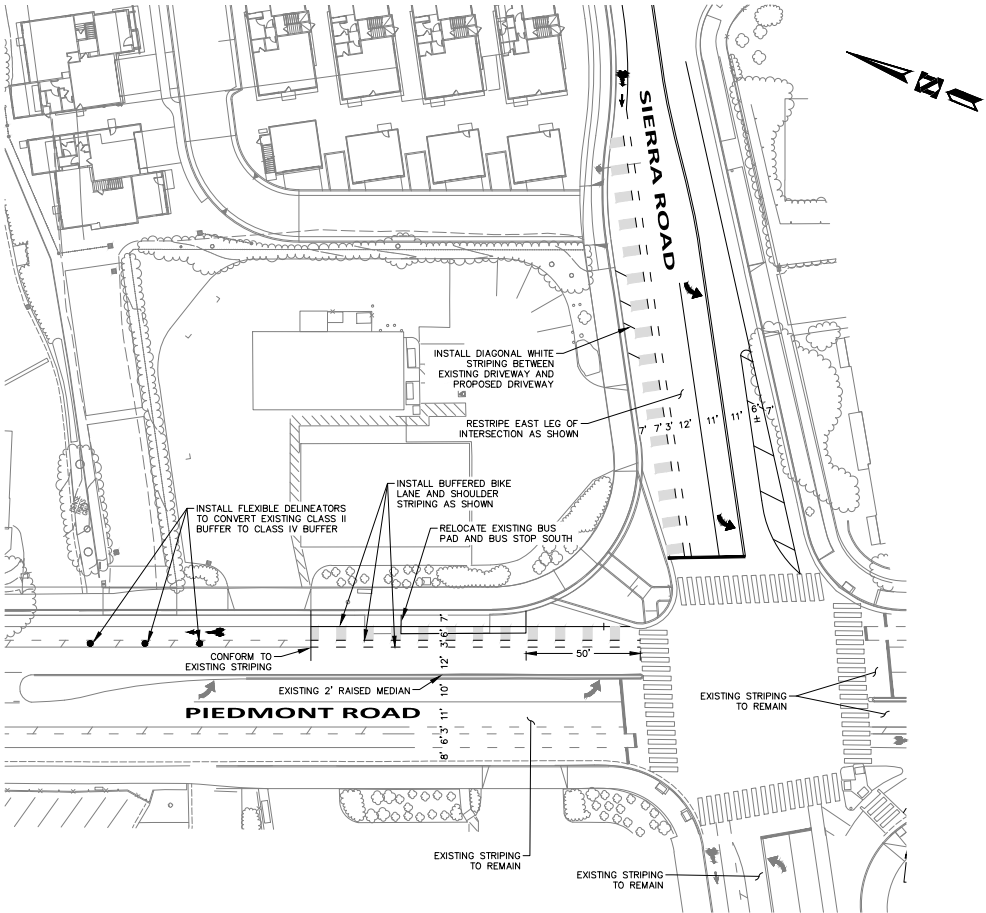 N
SIERRA ROAD
INSTALL DIAGONAL WHITE
STRIPING BETWEEN
EXISTING DRIVEWAY AND
PROPOSED DRIVEWAY
RESTRIPE EAST LEG OF
INTERSECTION AS SHOWN
7' 7' 3' 12' 11' 11' 6' ± 7'
INSTALL BUFFERED BIKE
LANE AND SHOULDER
STRIPING AS SHOWN
INSTALL FLEXIBLE DELINEATORS
TO CONVERT EXISTING CLASS II
BUFFER TO CLASS IV BUFFER
RELOCATE EXISTING BUS
PAD AND BUS STOP SOUTH
CONFORM TO
EXISTING STRIPING
50'
EXISTING 2' RAISED MEDIAN
8' 6' 3' 11' 10' 12' 3' 6' 7'
PIEDMONT ROAD
EXISTING STRIPING
TO REMAIN
EXISTING STRIPING
TO REMAIN
EXISTING STRIPING
TO REMAIN